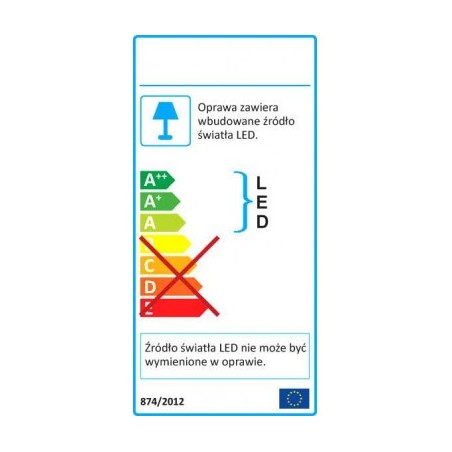 Oprawa zawiera
wbudowane źródło
światła LED.
A++
A+
A
C
D
E
L
E
D
Źródło światła LED nie może być
wymienione w oprawie.
874/2012